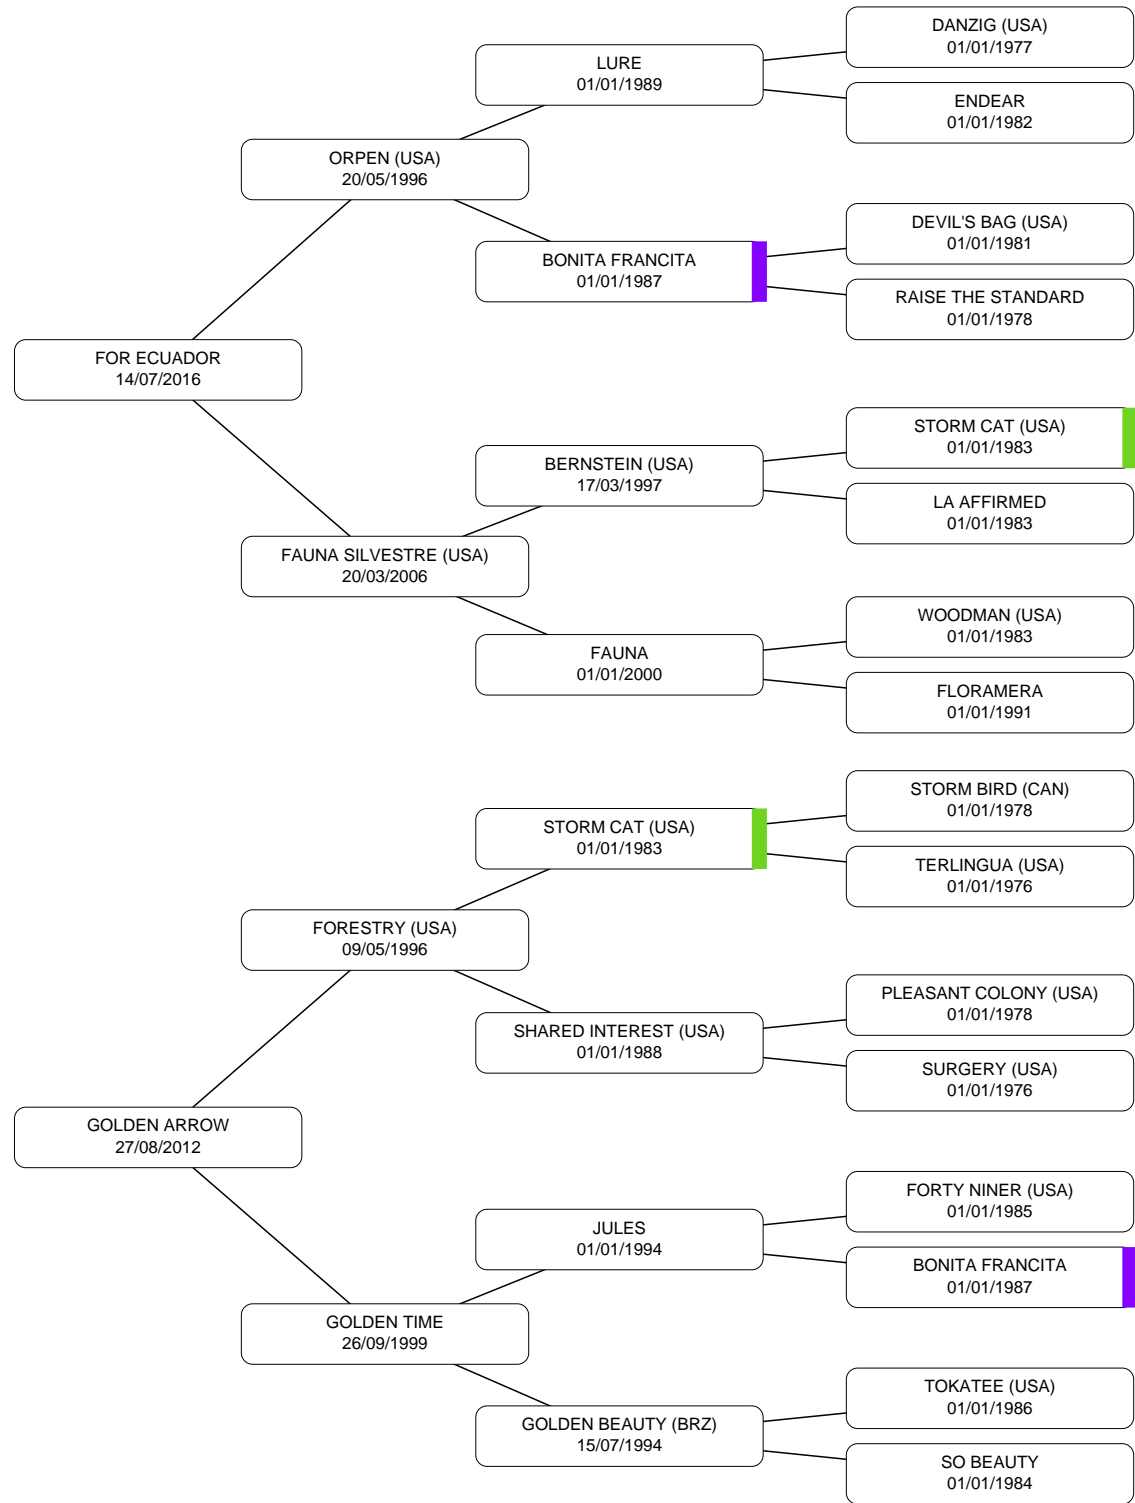 DANZIG (USA)
01/01/1977
LURE
01/01/1989
ENDEAR
01/01/1982
ORPEN (USA)
20/05/1996
DEVIL'S BAG (USA)
01/01/1981
BONITA FRANCITA
01/01/1987
RAISE THE STANDARD
01/01/1978
FOR ECUADOR
14/07/2016
STORM CAT (USA)
01/01/1983
BERNSTEIN (USA)
17/03/1997
LA AFFIRMED
01/01/1983
FAUNA SILVESTRE (USA)
20/03/2006
WOODMAN (USA)
01/01/1983
FAUNA
01/01/2000
FLORAMERA
01/01/1991
STORM BIRD (CAN)
01/01/1978
STORM CAT (USA)
01/01/1983
TERLINGUA (USA)
01/01/1976
FORESTRY (USA)
09/05/1996
PLEASANT COLONY (USA)
01/01/1978
SHARED INTEREST (USA)
01/01/1988
SURGERY (USA)
01/01/1976
GOLDEN ARROW
27/08/2012
FORTY NINER (USA)
01/01/1985
JULES
01/01/1994
BONITA FRANCITA
01/01/1987
GOLDEN TIME
26/09/1999
TOKATEE (USA)
01/01/1986
GOLDEN BEAUTY (BRZ)
15/07/1994
SO BEAUTY
01/01/1984